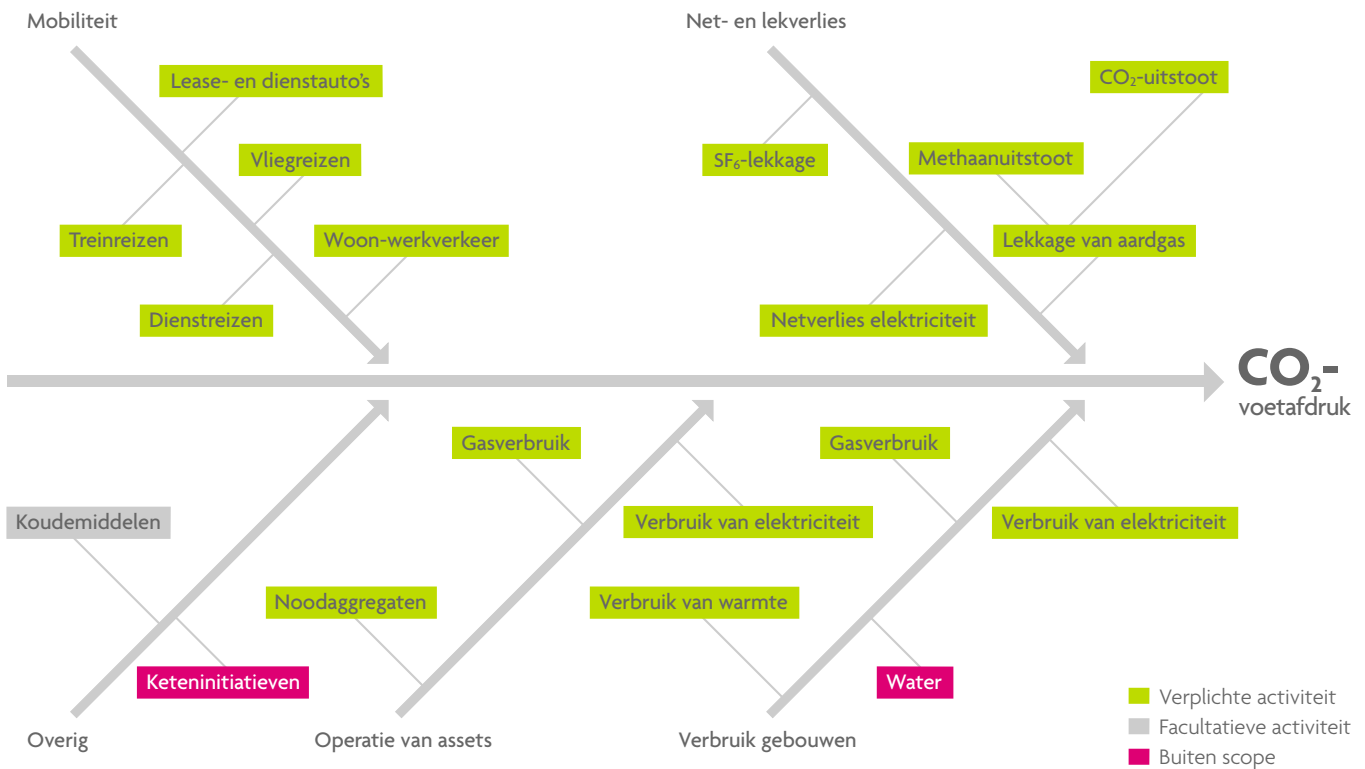 Mobiliteit
Net- en lekverlies
Lease- en dienstauto's
CO₂-uitstoot
Vliegreizen
SF₆-lekkage
Methaanuitstoot
Treinreizen
Woon-werkverkeer
Lekkage van aardgas
Dienstreizen
Netverlies elektriciteit
CO₂-
voetafdruk
Gasverbruik
Gasverbruik
Koudemiddelen
Verbruik van elektriciteit
Verbruik van elektriciteit
Noodaggregaten
Verbruik van warmte
Keteninitiatieven
Water
Overig
Operatie van assets
Verbruik gebouwen
Verplichte activiteit
Facultatieve activiteit
Buiten scope